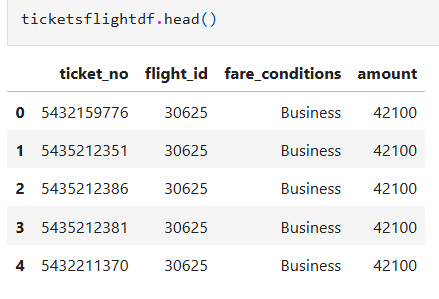 ticketsflightdf.head()
ticket_no flight_id fare_conditions amount
0 5432159776 30625 Business 42100
1 5435212351 30625 Business 42100
2 5435212386 30625 Business 42100
3 5435212381 30625 Business 42100
4 5432211370 30625 Business 42100